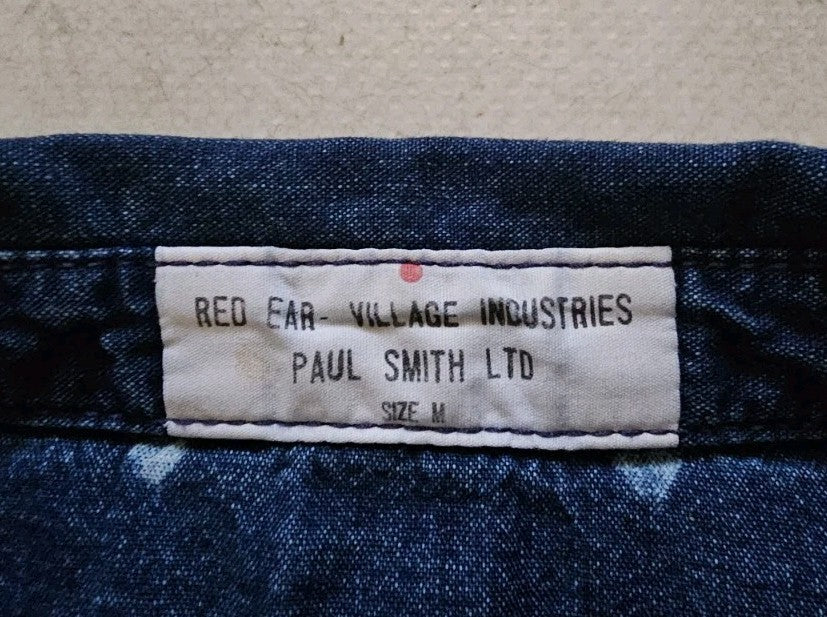 RED EAR- VILLAGE INDUSTRIES
PAUL SMITH LTD
SIZE M